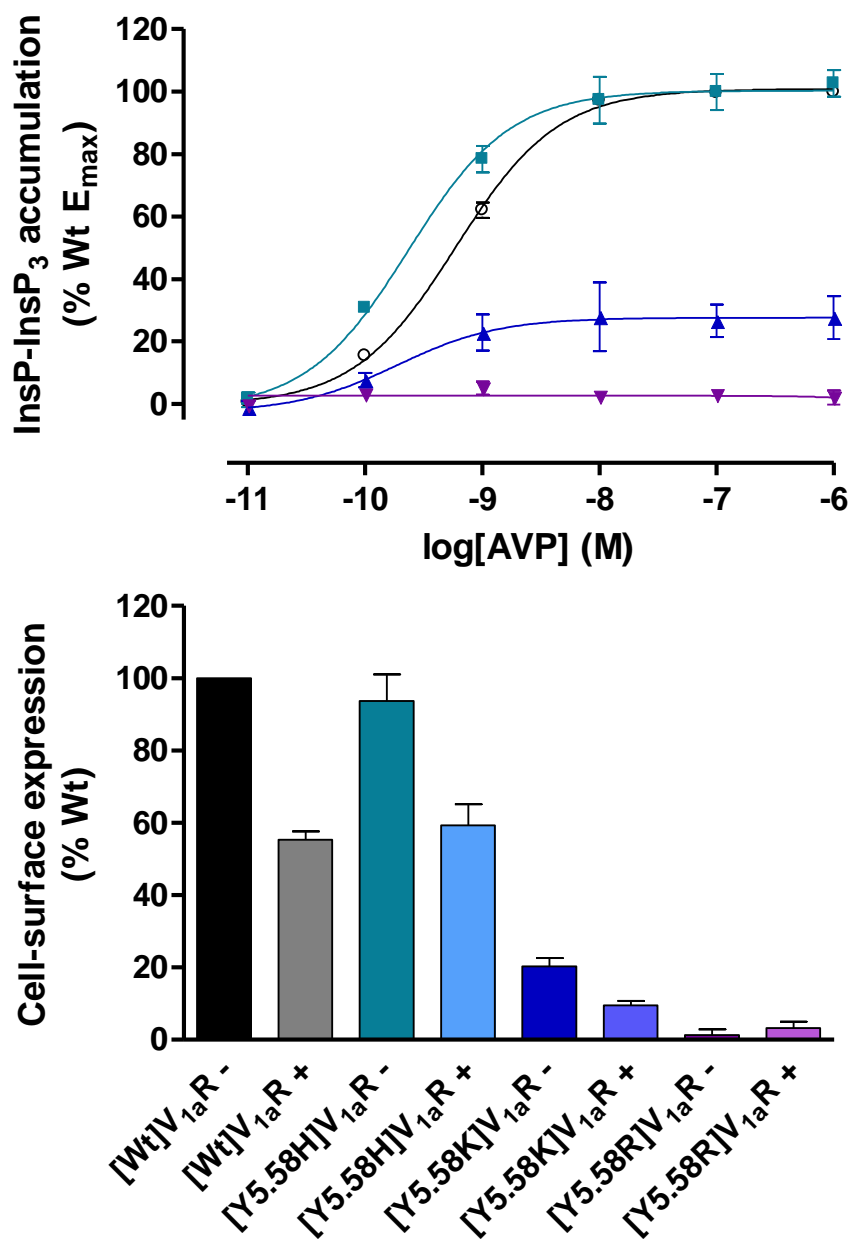 InsP-InsP3 accumulation
(% Wt Emax)
120
100
80
60
40
20
0
-11 -10 -9 -8 -7 -6
log[AVP] (M)
Cell-surface expression
(% Wt)
120
100
80
60
40
20
0
[Wt]V1aR -
[Wt]V1aR +
[Y5.58H]V1aR -
[Y5.58H]V1aR +
[Y5.58K]V1aR -
[Y5.58K]V1aR +
[Y5.58R]V1aR -
[Y5.58R]V1aR +